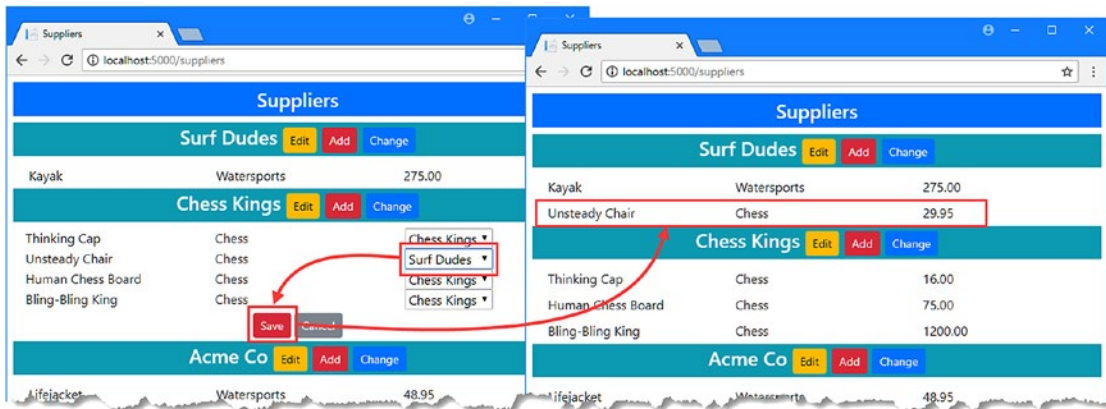 Suppliers
localhost:5000/suppliers
Suppliers
Surf Dudes Edit Add Change
Kayak Watersports 275.00
Chess Kings Edit Add Change
Thinking Cap Chess Chess Kings
Unsteady Chair Chess Surf Dudes
Human Chess Board Chess Chess Kings
Bling-Bling King Chess Chess Kings
Save Cancel
Acme Co Edit Add Change
Lifejacket Watersports 48.95
Suppliers
localhost:5000/suppliers
Suppliers
Surf Dudes Edit Add Change
Kayak Watersports 275.00
Unsteady Chair Chess 29.95
Chess Kings Edit Add Change
Thinking Cap Chess 16.00
Human Chess Board Chess 75.00
Bling-Bling King Chess 1200.00
Acme Co Edit Add Change
Lifejacket Watersports 48.95